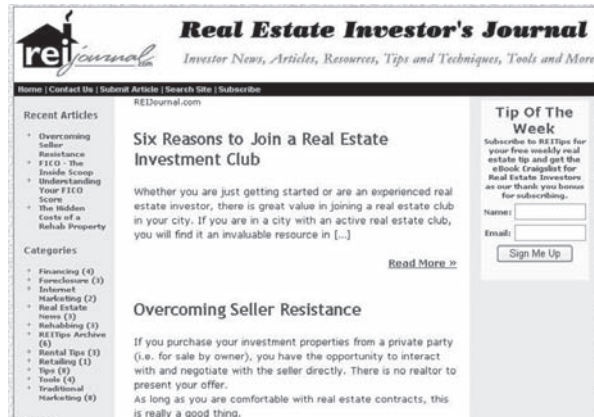 rei journal .com
Real Estate Investor's Journal
Investor News, Articles, Resources, Tips and Techniques, Tools and More
Home | Contact Us | Submit Article | Search Site | Subscribe
Recent Articles
Overcoming
Seller
Resistance
FICO - The
Inside Scoop
Understanding
Your FICO
Score
The Hidden
Costs of a
Rehab Property
Categories
Financing (4)
Foreclosure (3)
Internet
Marketing (2)
Real Estate
News (3)
Rehabbing (3)
REITips Archive
(6)
Rental Tips (3)
Retailing (1)
Tips (8)
Tools (4)
Traditional
Marketing (8)
REIJournal.com
Six Reasons to Join a Real Estate
Investment Club
Whether you are just getting started or are an experienced real
estate investor, there is great value in joining a real estate club
in your city. If you are in a city with an active real estate club,
you will find it an invaluable resource in [...]
Read More »
Overcoming Seller Resistance
If you purchase your investment properties from a private party
(i.e. for sale by owner), you have the opportunity to interact
with and negotiate with the seller directly. There is no realtor to
present your offer.
As long as you are comfortable with real estate contracts, this
is really a good thing.
Tip Of The
Week
Subscribe to REITips for
your free weekly real
estate tip and get the
eBook Craigslist for
Real Estate Investors
as our thank you bonus
for subscribing.
Name:
Email:
Sign Me Up